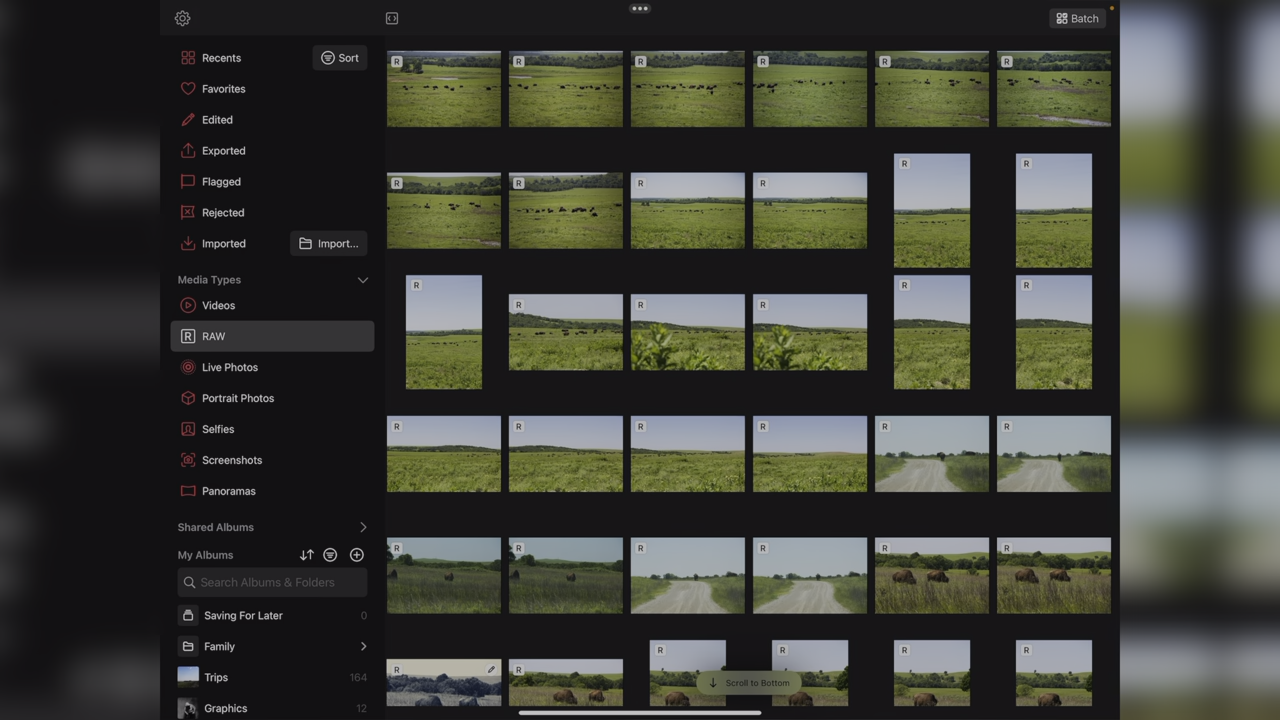 Batch
Recents
Sort
Favorites
Edited
Exported
Flagged
Rejected
Imported
Import...
Media Types
Videos
R RAW
Live Photos
Portrait Photos
Selfies
Screenshots
Panoramas
Shared Albums
My Albums
Search Albums & Folders
Saving For Later 0
Family
Trips 164
Graphics 12
R R R R R R
R R R R R R
R R R R R R
R R R R R R
R R R R R R
R R R R R R
Scroll to Bottom